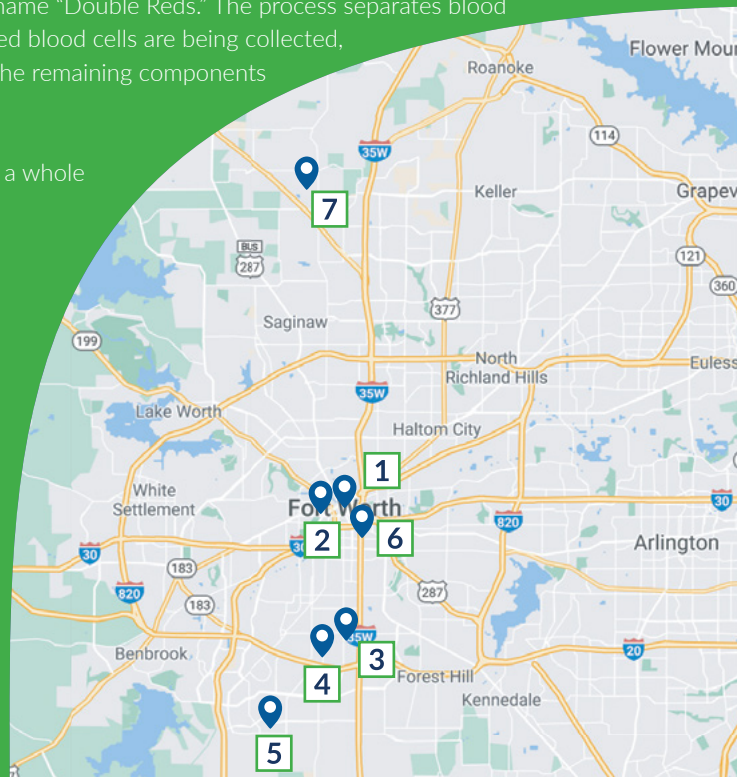 name “Double Reds.” The process separates blood
ed blood cells are being collected,
he remaining components
a whole
Flower Mour
Roanoke
114
35W
Keller
Grapev
7
BUS
287
121
360
377
Saginaw
199
North
Richland Hills
Euless
35W
Lake Worth
Haltom City
1
White
Settlement
Fort Worth
30
820
2
6
30
30
Arlington
183
820
183
287
35W
3
20
Benbrook
4
Forest Hill
Kennedale
5